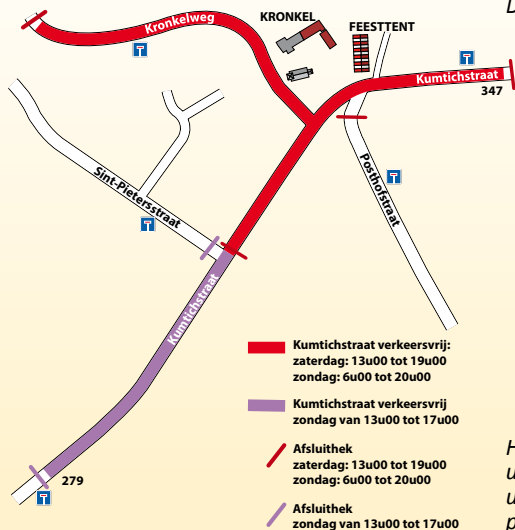 D
KRONKEL
Kronkelweg
FEESTTENT
Kumtichstraat
347
Posthofstraat
Sint-Pietersstraat
Kumtichstraat
279
Kumtichstraat verkeersvrij:
zaterdag: 13u00 tot 19u00
zondag: 6u00 tot 20u00
Kumtichstraat verkeersvrij
zondag van 13u00 tot 17u00
Afsluithek
zaterdag: 13u00 tot 19u00
zondag: 6u00 tot 20u00
Afsluithek
zondag van 13u00 tot 17u00
H
u
u
p